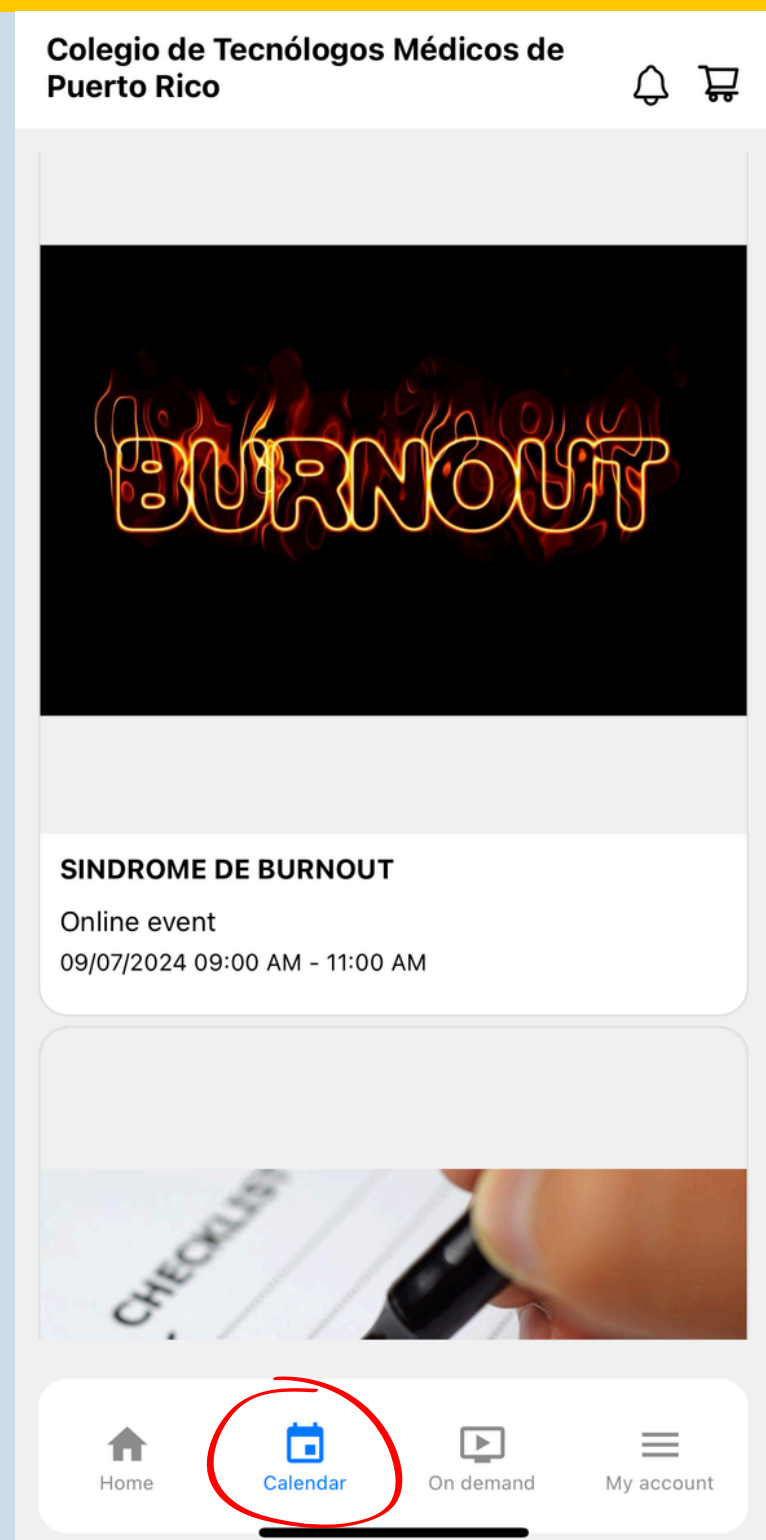 Colegio de Tecnólogos Médicos de
Puerto Rico
BURNOUT
SINDROME DE BURNOUT
Online event
09/07/2024 09:00 AM - 11:00 AM
CHECKLIST
Home
Calendar
On demand
My account